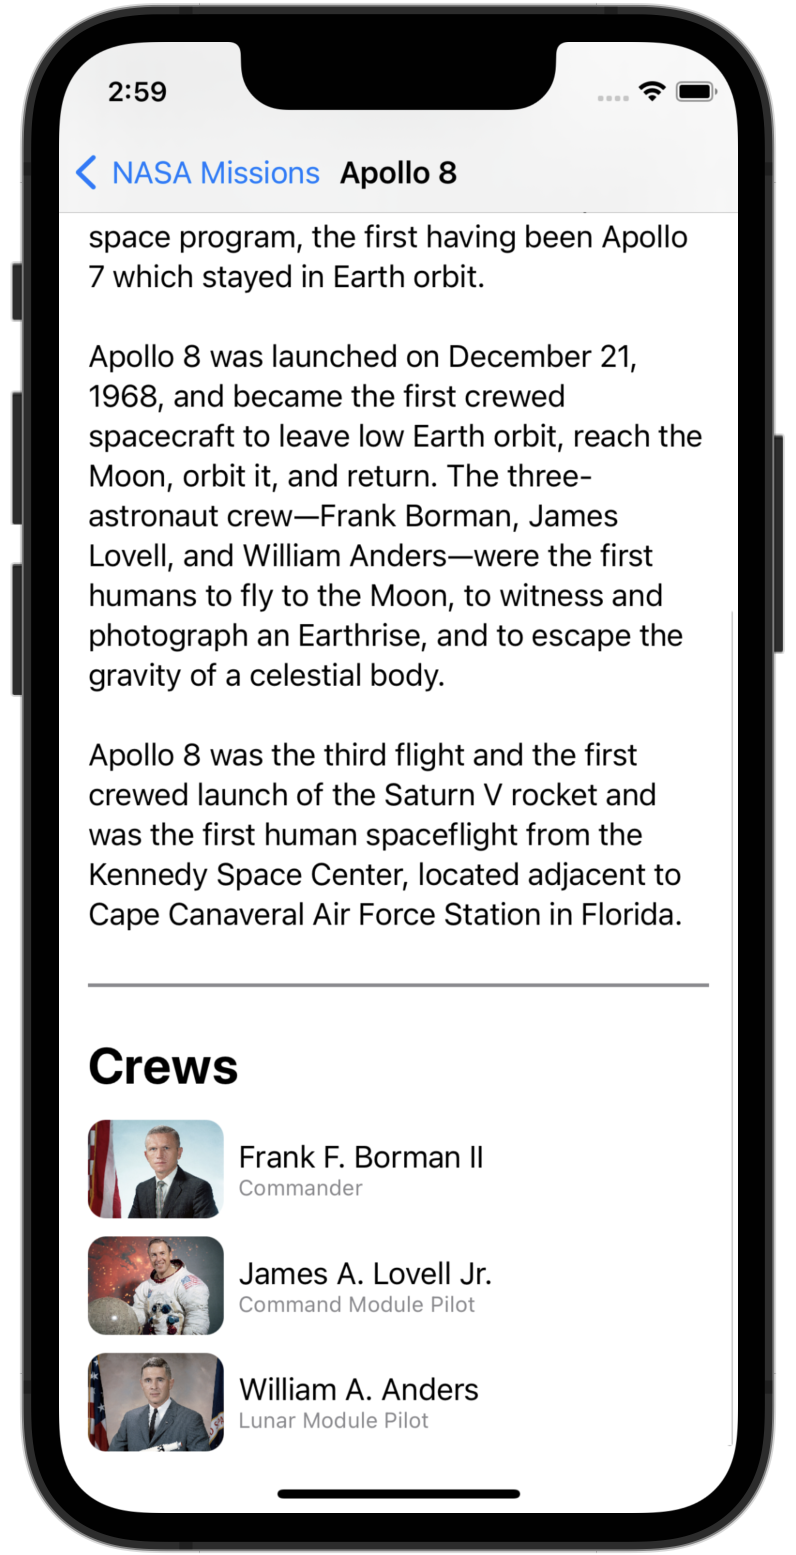 2:59
NASA Missions Apollo 8
space program, the first having been Apollo
7 which stayed in Earth orbit.
Apollo 8 was launched on December 21,
1968, and became the first crewed
spacecraft to leave low Earth orbit, reach the
Moon, orbit it, and return. The three-
astronaut crew—Frank Borman, James
Lovell, and William Anders—were the first
humans to fly to the Moon, to witness and
photograph an Earthrise, and to escape the
gravity of a celestial body.
Apollo 8 was the third flight and the first
crewed launch of the Saturn V rocket and
was the first human spaceflight from the
Kennedy Space Center, located adjacent to
Cape Canaveral Air Force Station in Florida.
Crews
Frank F. Borman II
Commander
James A. Lovell Jr.
Command Module Pilot
William A. Anders
Lunar Module Pilot